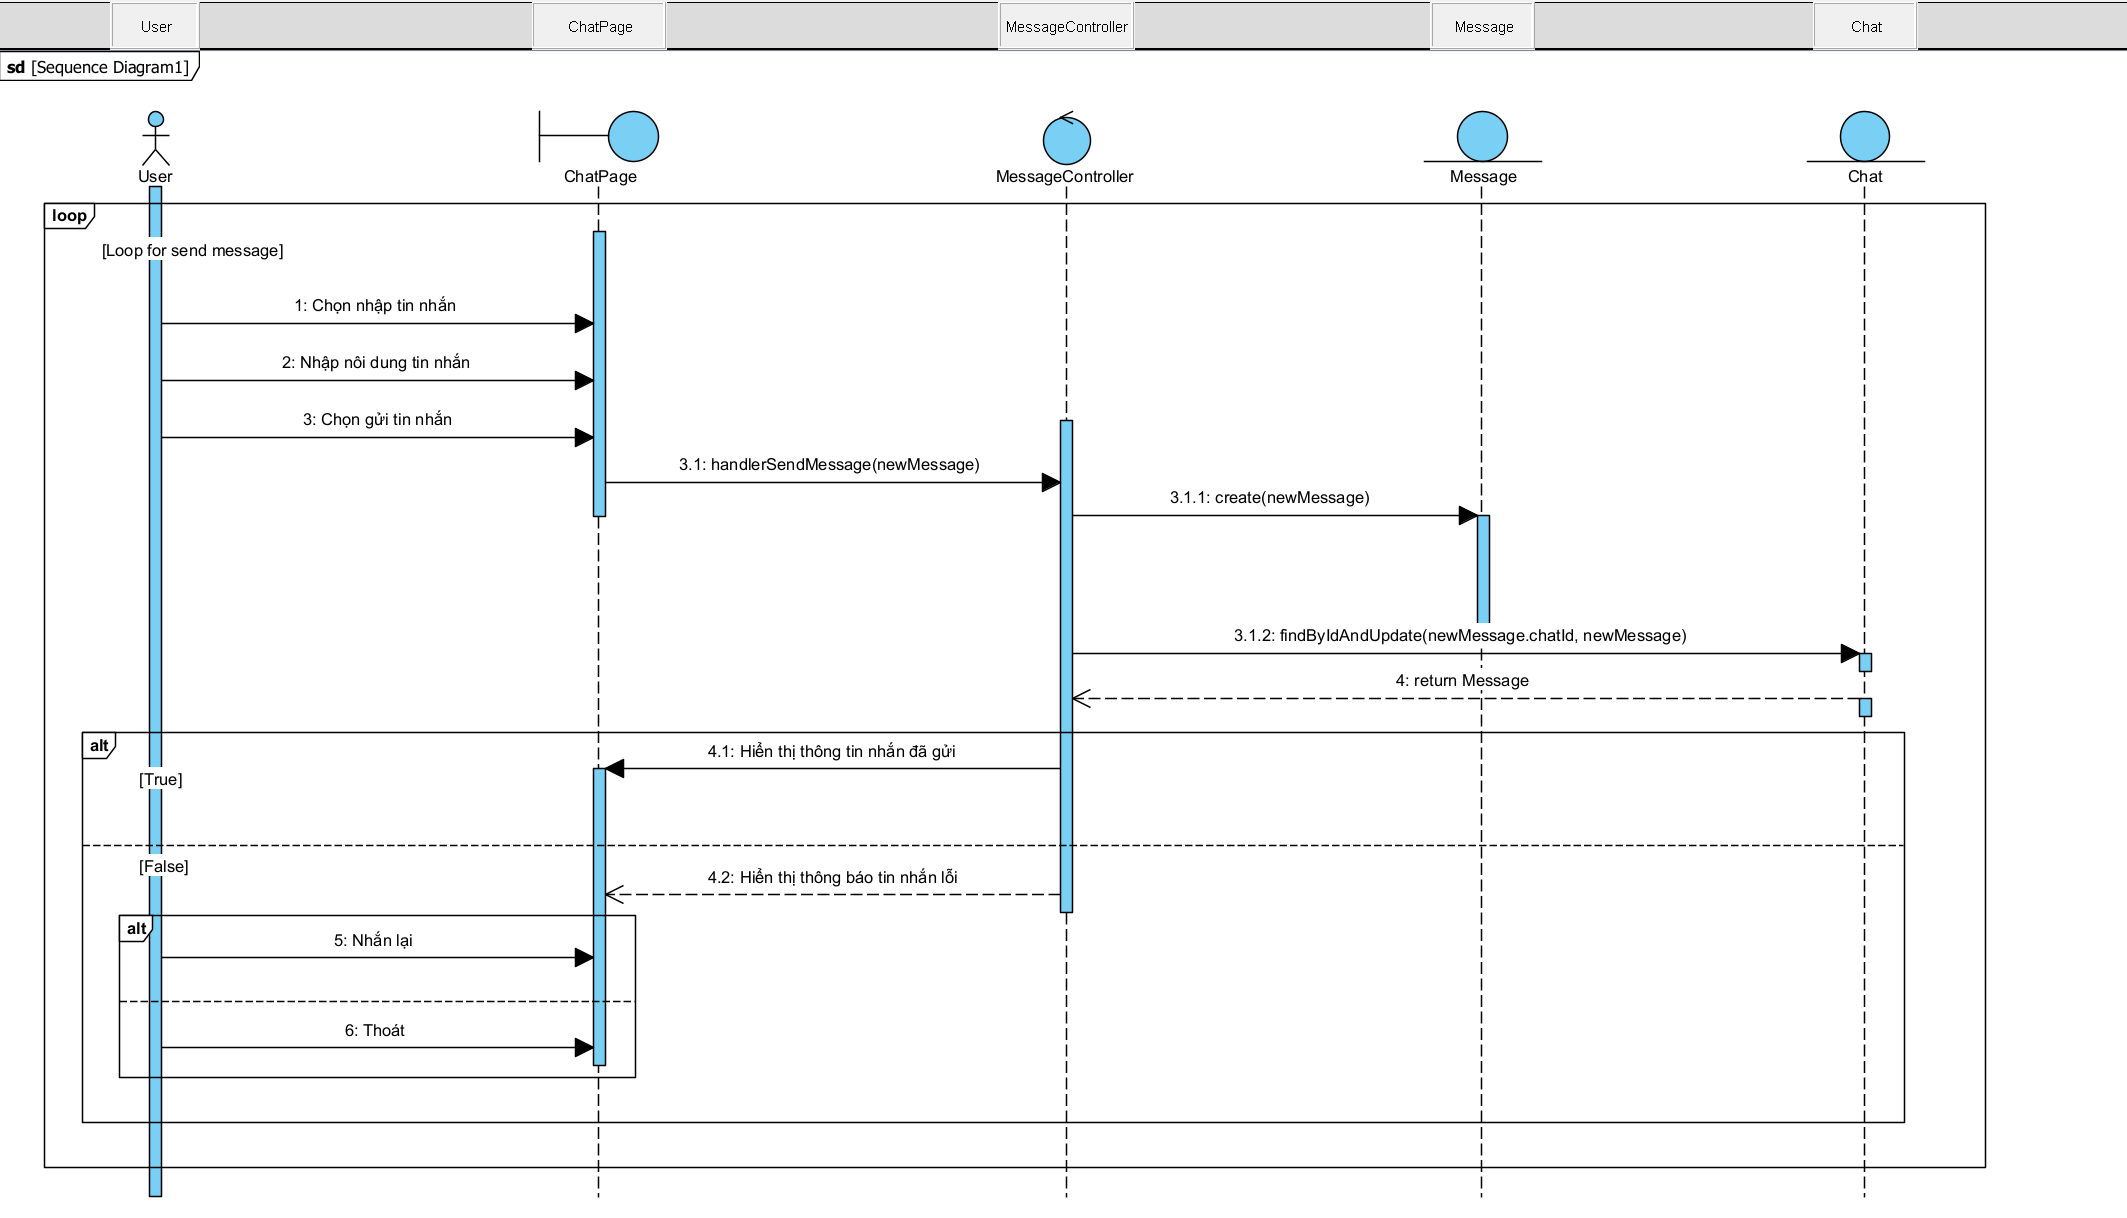 User ChatPage MessageController Message Chat
sd [Sequence Diagram1]
User ChatPage MessageController Message Chat
loop
[Loop for send message]
1: Chọn nhập tin nhắn
2: Nhập nôi dung tin nhắn
3: Chọn gửi tin nhắn
3.1: handlerSendMessage(newMessage)
3.1.1: create(newMessage)
3.1.2: findByIdAndUpdate(newMessage.chatId, newMessage)
4: return Message
alt
4.1: Hiển thị thông tin nhắn đã gửi
[True]
[False]
4.2: Hiển thị thông báo tin nhắn lỗi
alt
5: Nhắn lại
6: Thoát